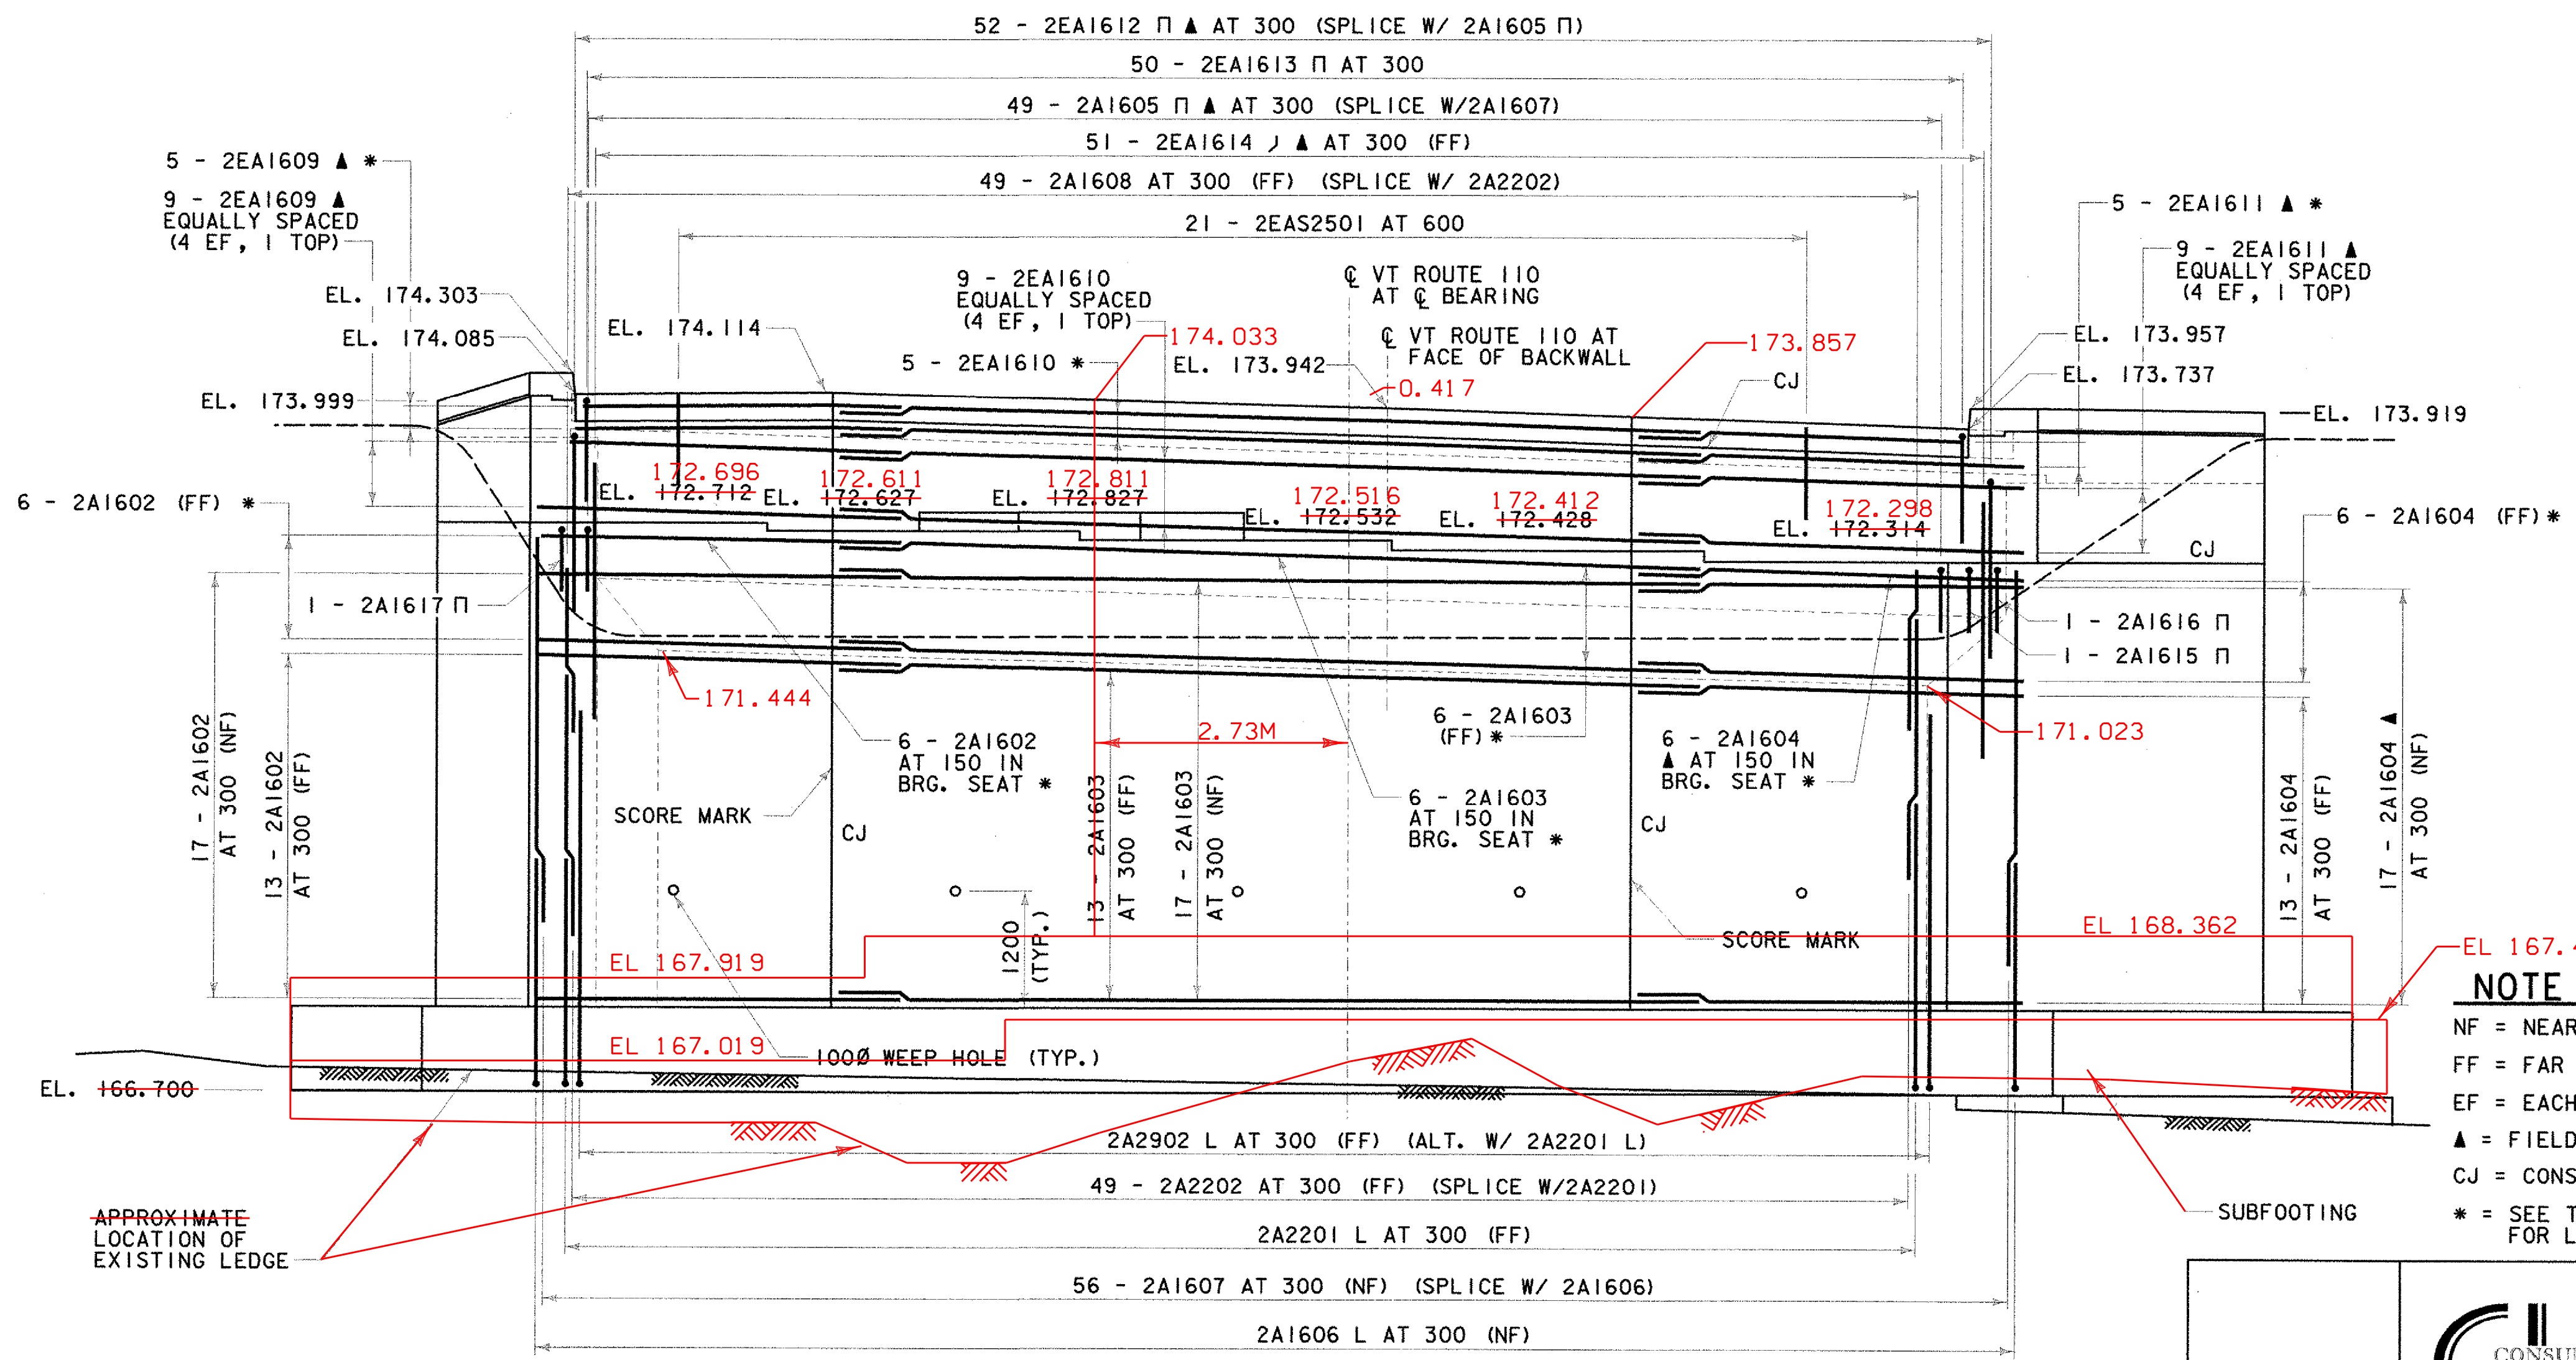 52 - 2EA1612 Π ▲ AT 300 (SPLICE W/ 2A1605 Π)
50 - 2EA1613 Π AT 300
49 - 2A1605 Π ▲ AT 300 (SPLICE W/2A1607)
51 - 2EA1614 ▲ AT 300 (FF)
49 - 2A1608 AT 300 (FF) (SPLICE W/ 2A2202)
21 - 2EAS2501 AT 600
5 - 2EA1609 ▲ *
9 - 2EA1609 ▲
EQUALLY SPACED
(4 EF, 1 TOP)
EL. 174.303
EL. 174.085
EL. 173.999
EL. 174.114
9 - 2EA1610
EQUALLY SPACED
(4 EF, 1 TOP)
5 - 2EA1610 *
174.033
℄ VT ROUTE 110
AT ℄ BEARING
℄ VT ROUTE 110 AT
FACE OF BACKWALL
EL. 173.942
0.417
173.857
CJ
5 - 2EA1611 ▲ *
9 - 2EA1611 ▲
EQUALLY SPACED
(4 EF, 1 TOP)
EL. 173.957
EL. 173.737
EL. 173.919
6 - 2A1602 (FF) *
172.696
EL. 172.712
172.611
EL. 172.627
172.811
EL. 172.827
172.516
EL. 172.532
172.412
EL. 172.428
172.298
EL. 172.314
6 - 2A1604 (FF) *
CJ
1 - 2A1617 Π
1 - 2A1616 Π
1 - 2A1615 Π
171.444
171.023
2.73M
17 - 2A1602
AT 300 (NF)
13 - 2A1602
AT 300 (FF)
6 - 2A1602
AT 150 IN
BRG. SEAT *
6 - 2A1603
(FF) *
6 - 2A1604
▲ AT 150 IN
BRG. SEAT *
6 - 2A1603
AT 150 IN
BRG. SEAT *
13 - 2A1603
AT 300 (FF)
17 - 2A1603
AT 300 (NF)
13 - 2A1604
AT 300 (FF)
17 - 2A1604 ▲
AT 300 (NF)
SCORE MARK
CJ
CJ
SCORE MARK
1200
(TYP.)
EL 167.919
EL 168.362
EL 167.4
EL 167.019
100Ø WEEP HOLE (TYP.)
EL. 166.700
NOTE
NF = NEAR
FF = FAR
EF = EACH
▲ = FIELD
CJ = CONS
* = SEE T
FOR L
2A2902 L AT 300 (FF) (ALT. W/ 2A2201 L)
49 - 2A2202 AT 300 (FF) (SPLICE W/2A2201)
2A2201 L AT 300 (FF)
56 - 2A1607 AT 300 (NF) (SPLICE W/ 2A1606)
2A1606 L AT 300 (NF)
APPROXIMATE
LOCATION OF
EXISTING LEDGE
SUBFOOTING
CONSU